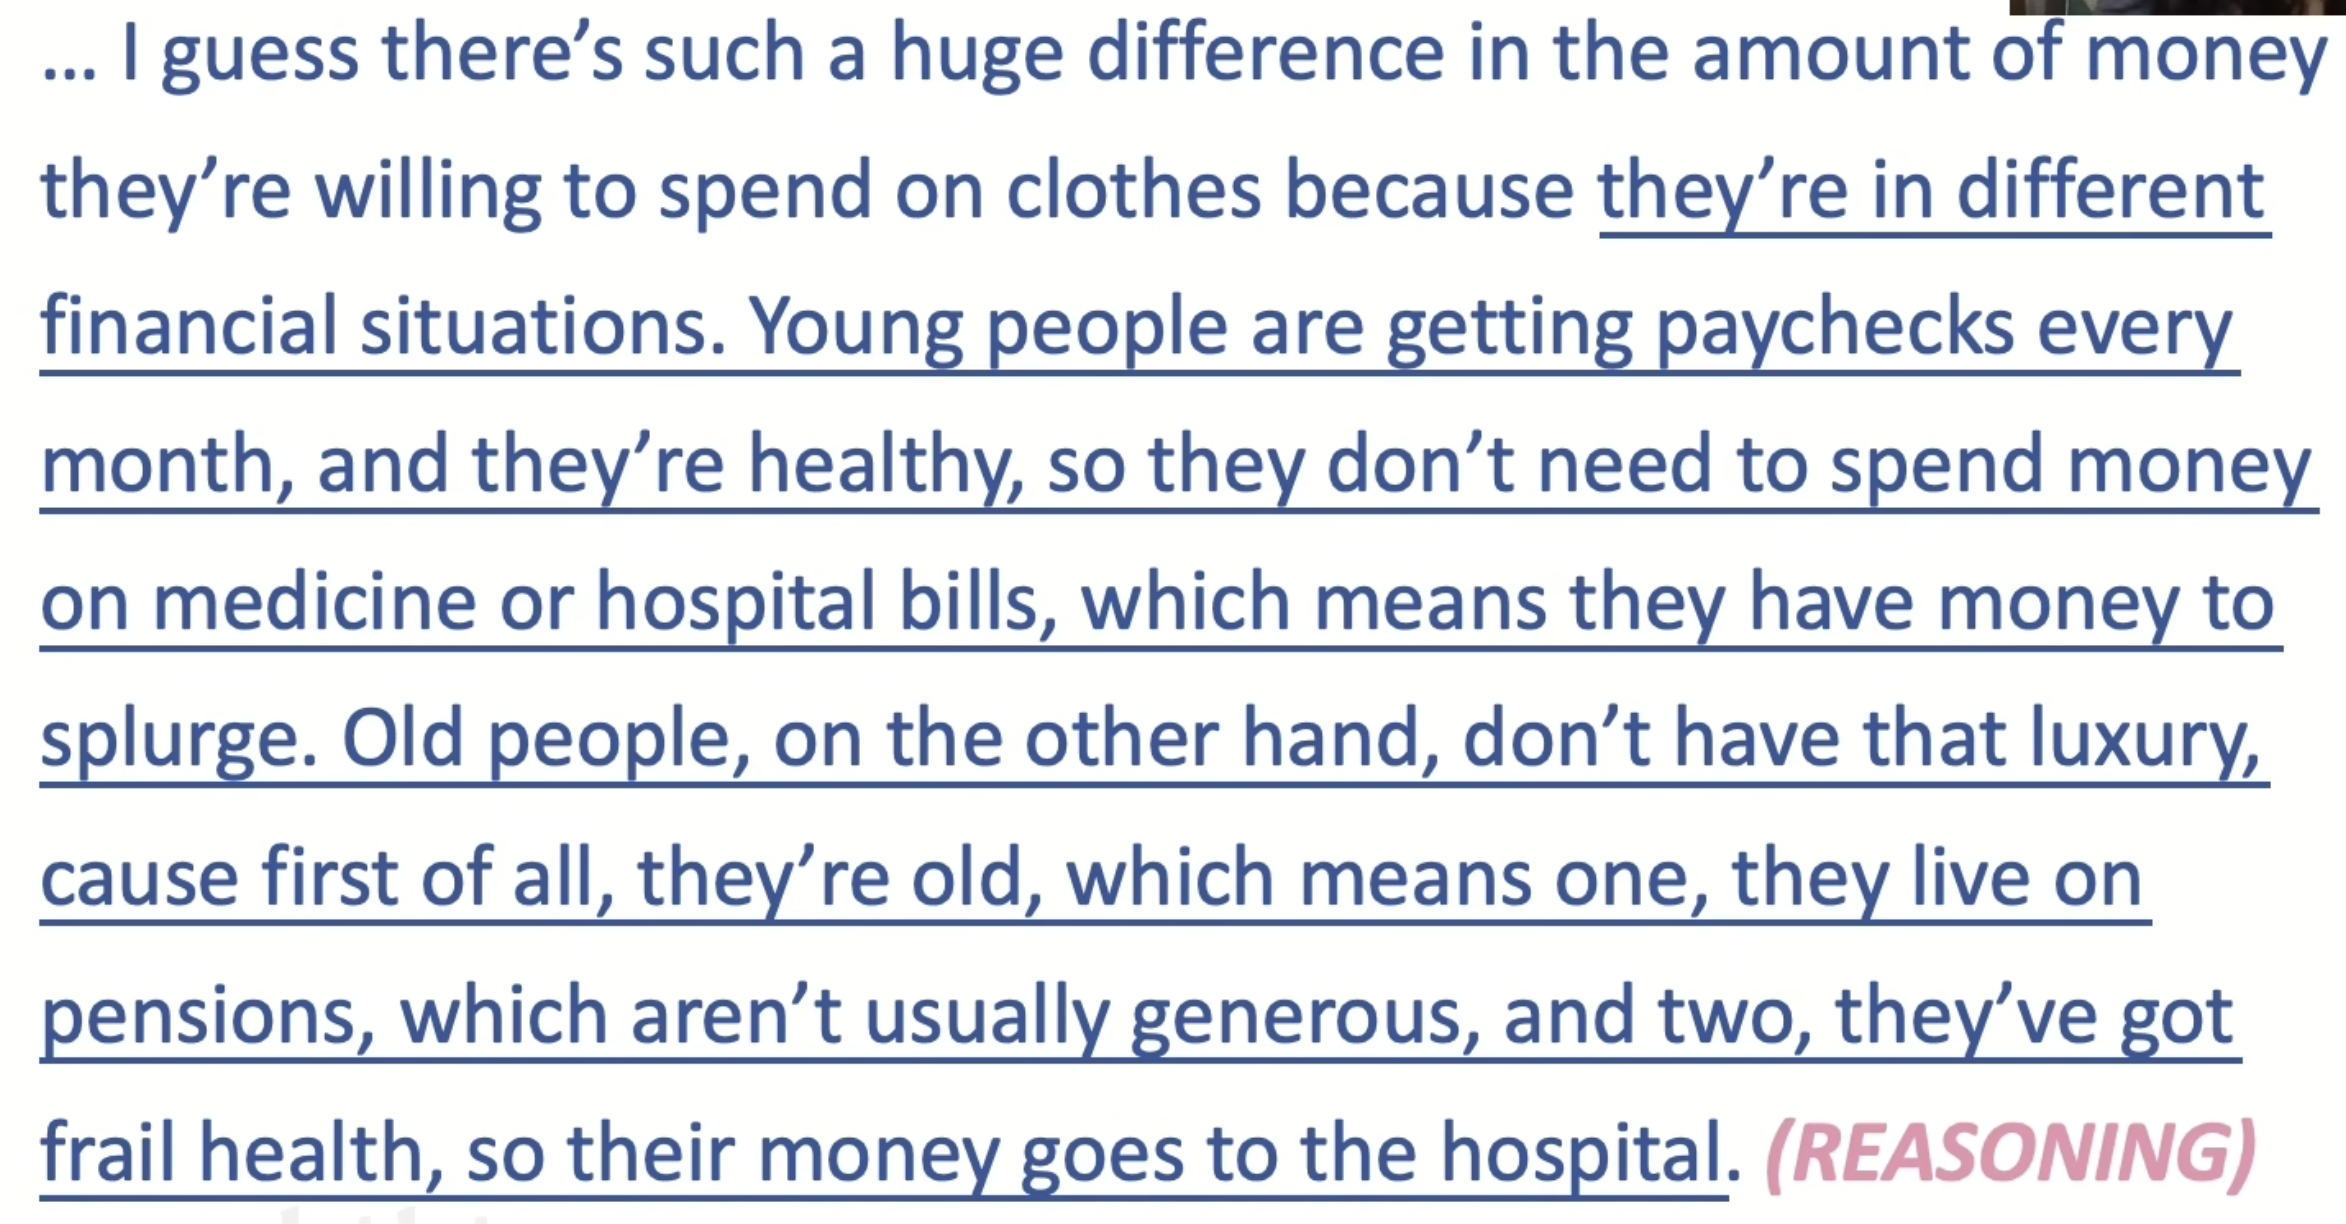 ... I guess there’s such a huge difference in the amount of money
they’re willing to spend on clothes because they’re in different
financial situations. Young people are getting paychecks every
month, and they’re healthy, so they don’t need to spend money
on medicine or hospital bills, which means they have money to
splurge. Old people, on the other hand, don’t have that luxury,
cause first of all, they’re old, which means one, they live on
pensions, which aren’t usually generous, and two, they’ve got
frail health, so their money goes to the hospital. (REASONING)